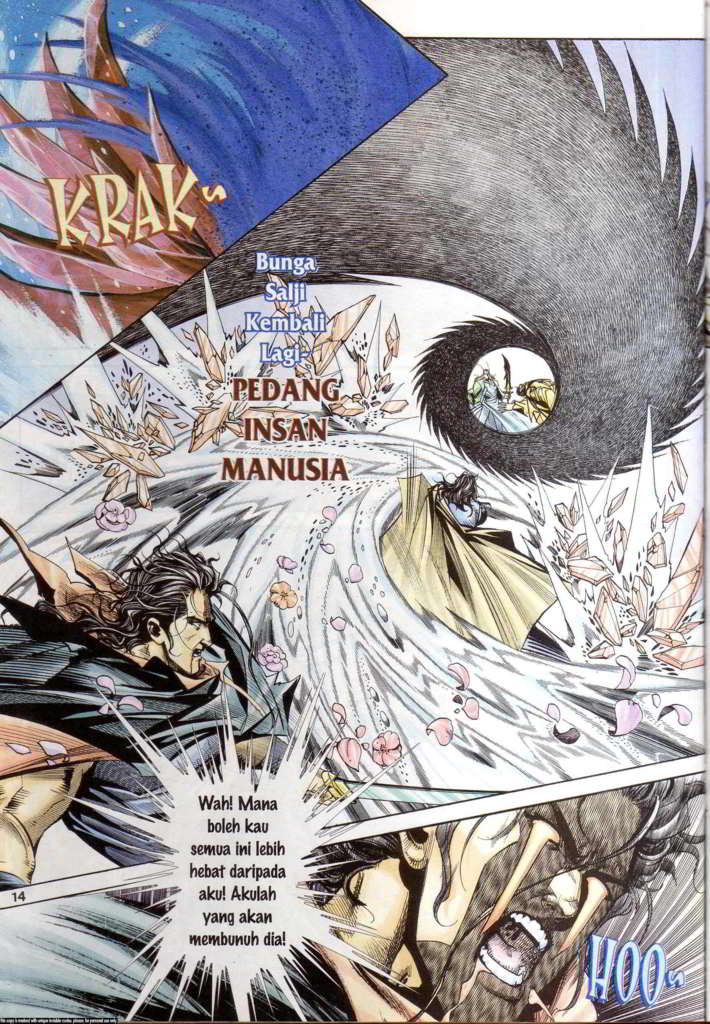 KRAK~
Bunga
Salji
Kembali
Lagi-
PEDANG
INSAN
MANUSIA
Wah! Mana
boleh kau
semua ini lebih
hebat daripada
aku! Akulah
yang akan
membunuh dia!
14
HOO~